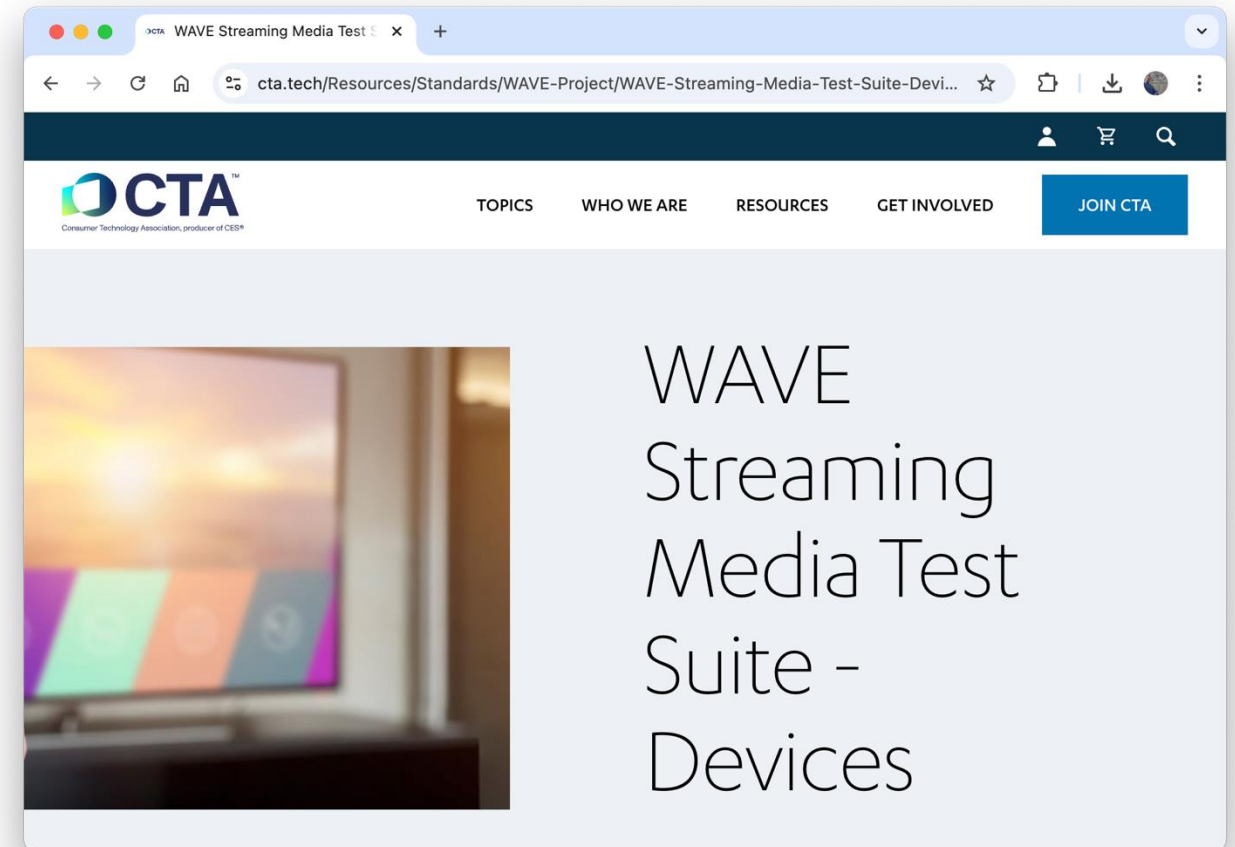 WAVE Streaming Media Test S
cta.tech/Resources/Standards/WAVE-Project/WAVE-Streaming-Media-Test-Suite-Devi...
CTA™
Consumer Technology Association, producer of CES®
TOPICS
WHO WE ARE
RESOURCES
GET INVOLVED
JOIN CTA
WAVE
Streaming
Media Test
Suite -
Devices